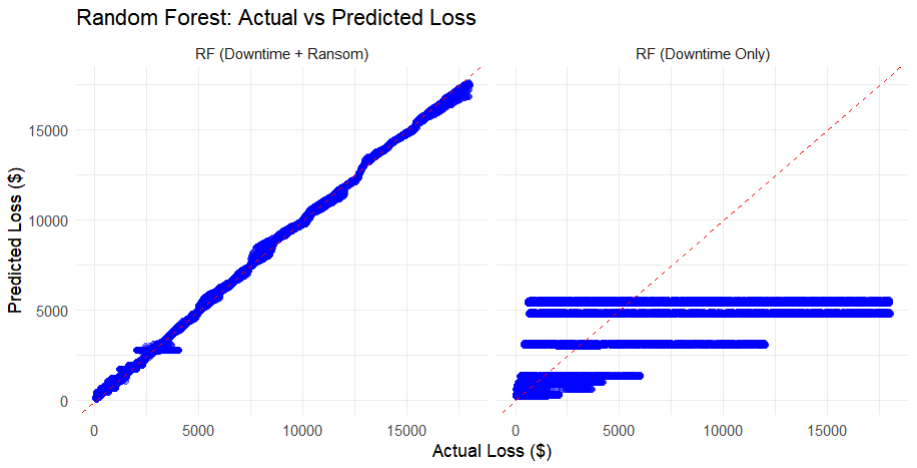 Random Forest: Actual vs Predicted Loss
RF (Downtime + Ransom)
RF (Downtime Only)
Predicted Loss ($)
15000
10000
5000
0
0
5000
10000
15000
0
5000
10000
15000
Actual Loss ($)